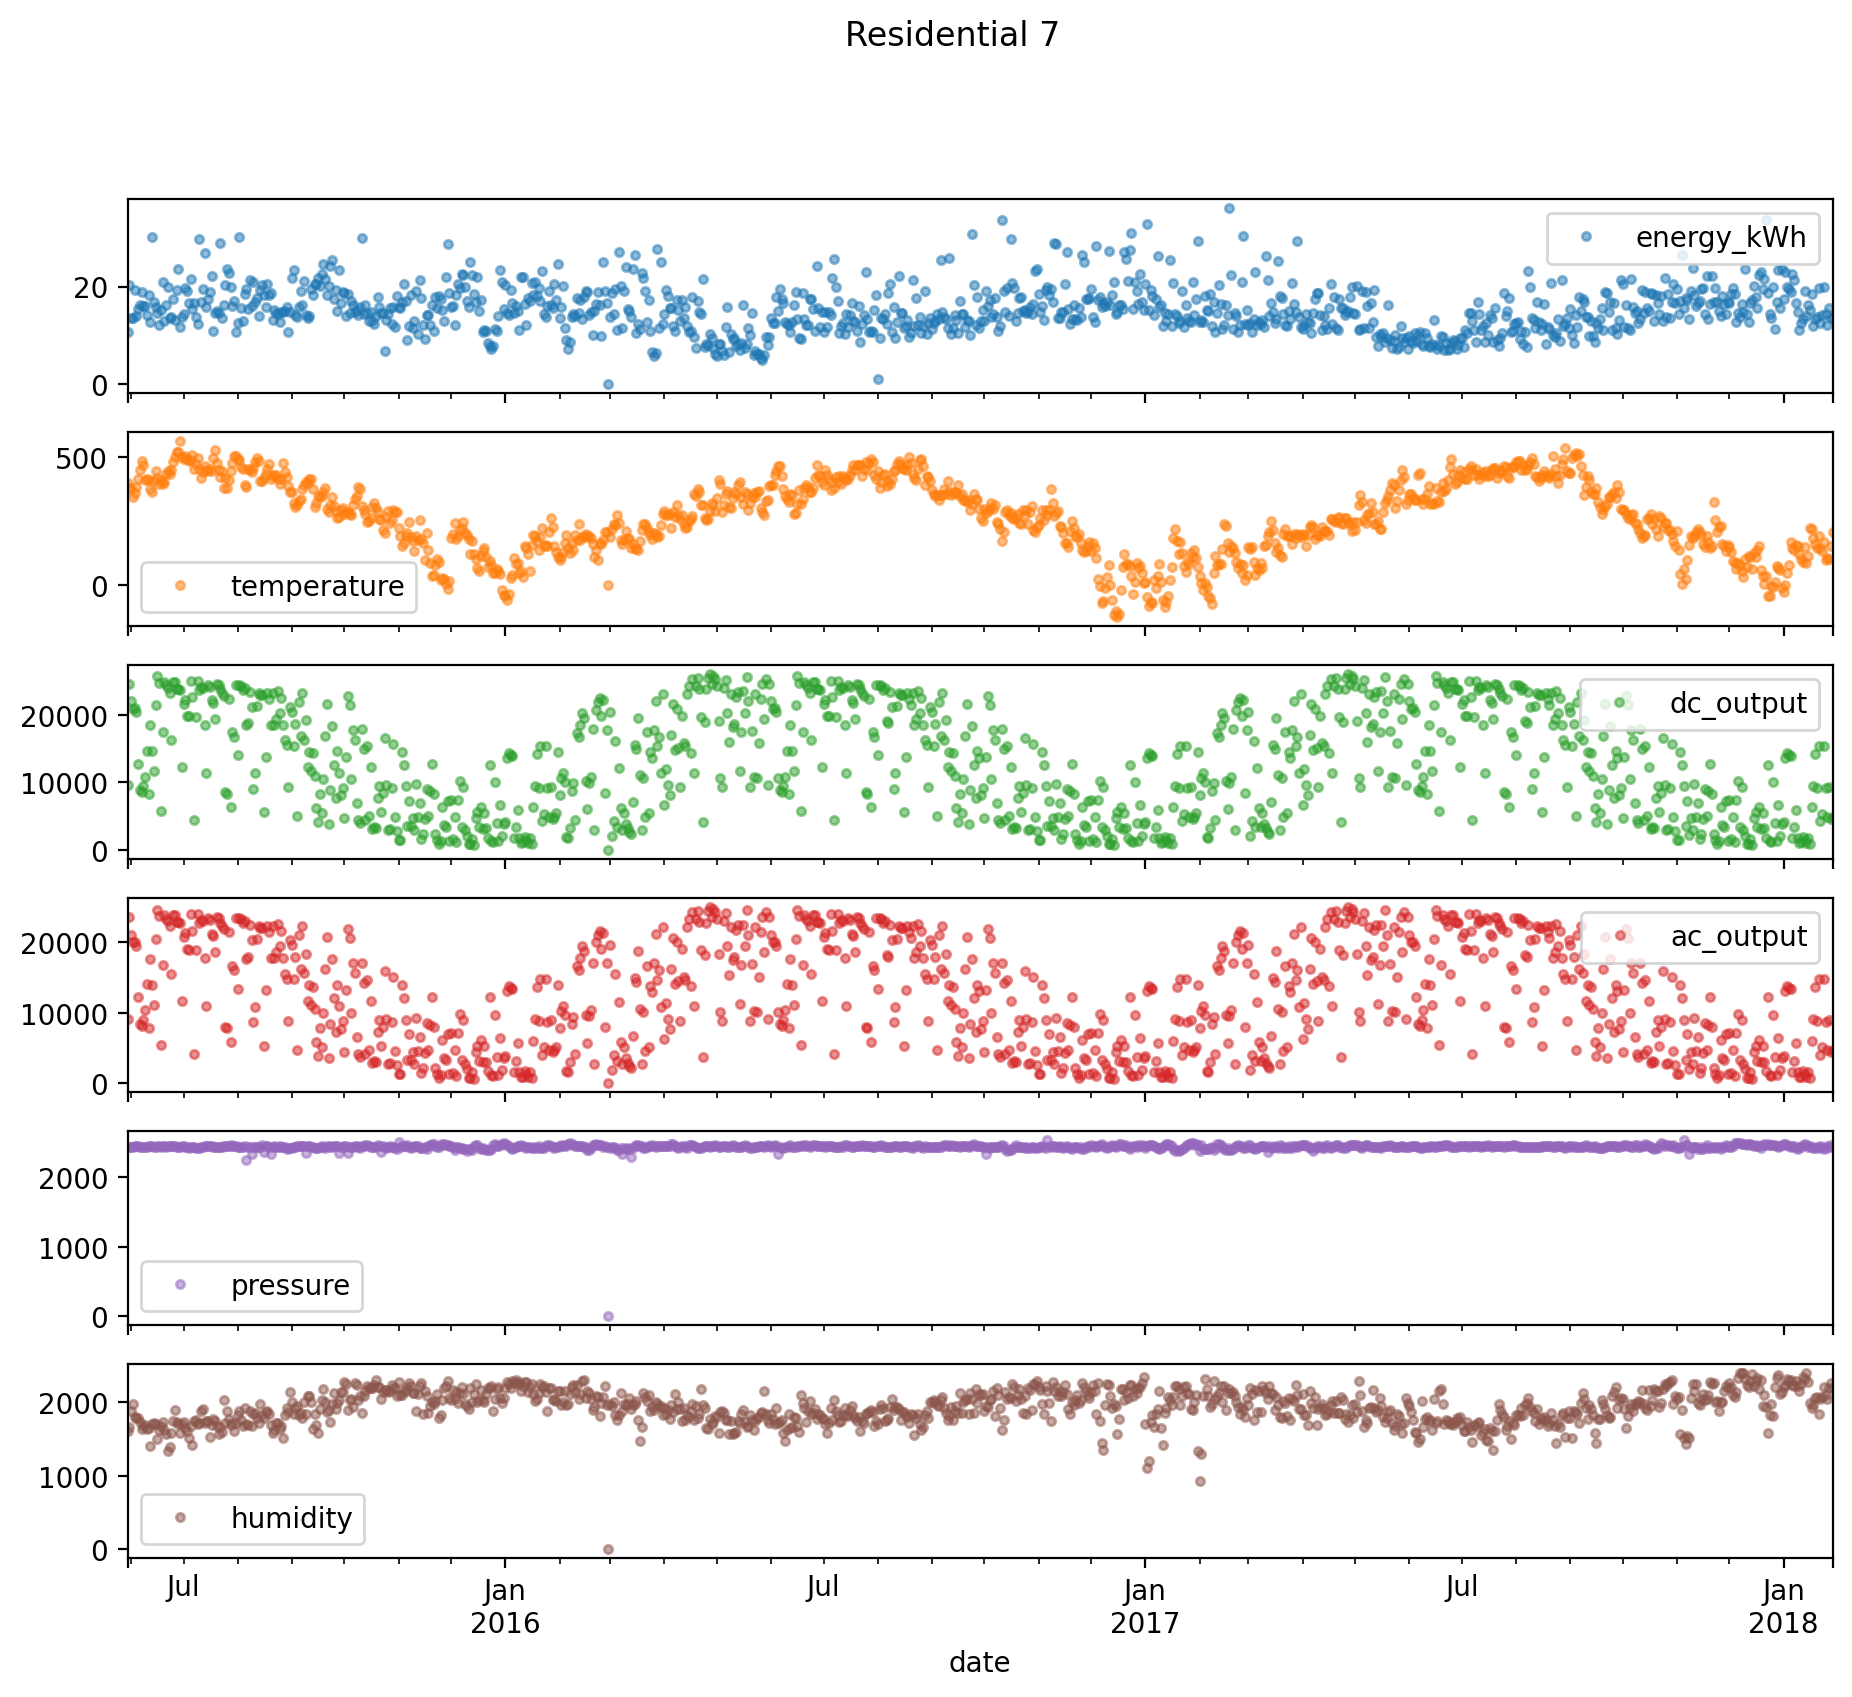 Residential 7
energy_kWh
20
0
500
0
temperature
dc_output
20000
10000
0
ac_output
20000
10000
0
2000
1000
0
pressure
2000
1000
0
humidity
Jul Jan Jul Jan Jul Jan
2016 2017 2018
date